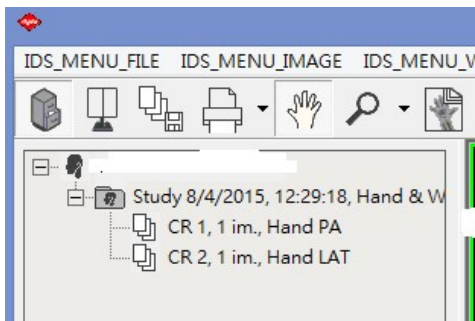 IDS_MENU_FILE IDS_MENU_IMAGE IDS_MENU_
Study 8/4/2015, 12:29:18, Hand & W
CR 1, 1 im., Hand PA
CR 2, 1 im., Hand LAT